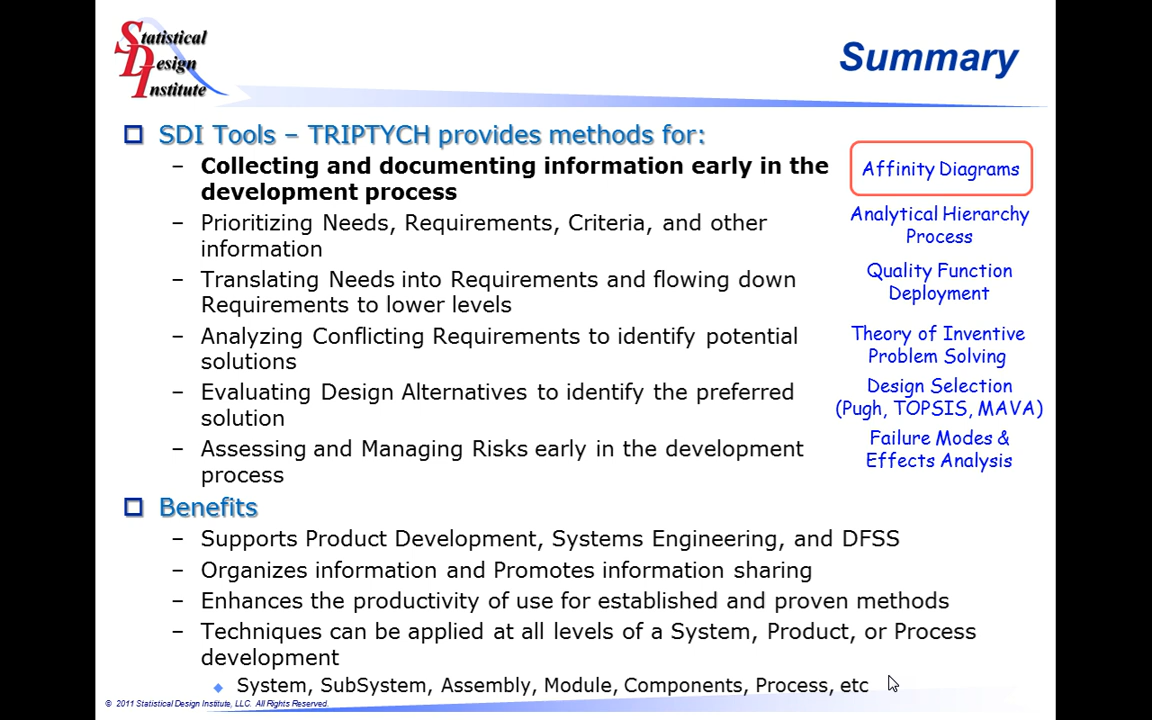 Statistical
Design
Institute
Summary
SDI Tools – TRIPTYCH provides methods for:
– Collecting and documenting information early in the
development process
Affinity Diagrams
– Prioritizing Needs, Requirements, Criteria, and other
information
Analytical Hierarchy
Process
– Translating Needs into Requirements and flowing down
Requirements to lower levels
Quality Function
Deployment
– Analyzing Conflicting Requirements to identify potential
solutions
Theory of Inventive
Problem Solving
– Evaluating Design Alternatives to identify the preferred
solution
Design Selection
(Pugh, TOPSIS, MAVA)
– Assessing and Managing Risks early in the development
process
Failure Modes &
Effects Analysis
Benefits
– Supports Product Development, Systems Engineering, and DFSS
– Organizes information and Promotes information sharing
– Enhances the productivity of use for established and proven methods
– Techniques can be applied at all levels of a System, Product, or Process
development
System, SubSystem, Assembly, Module, Components, Process, etc
© 2011 Statistical Design Institute, LLC. All Rights Reserved.